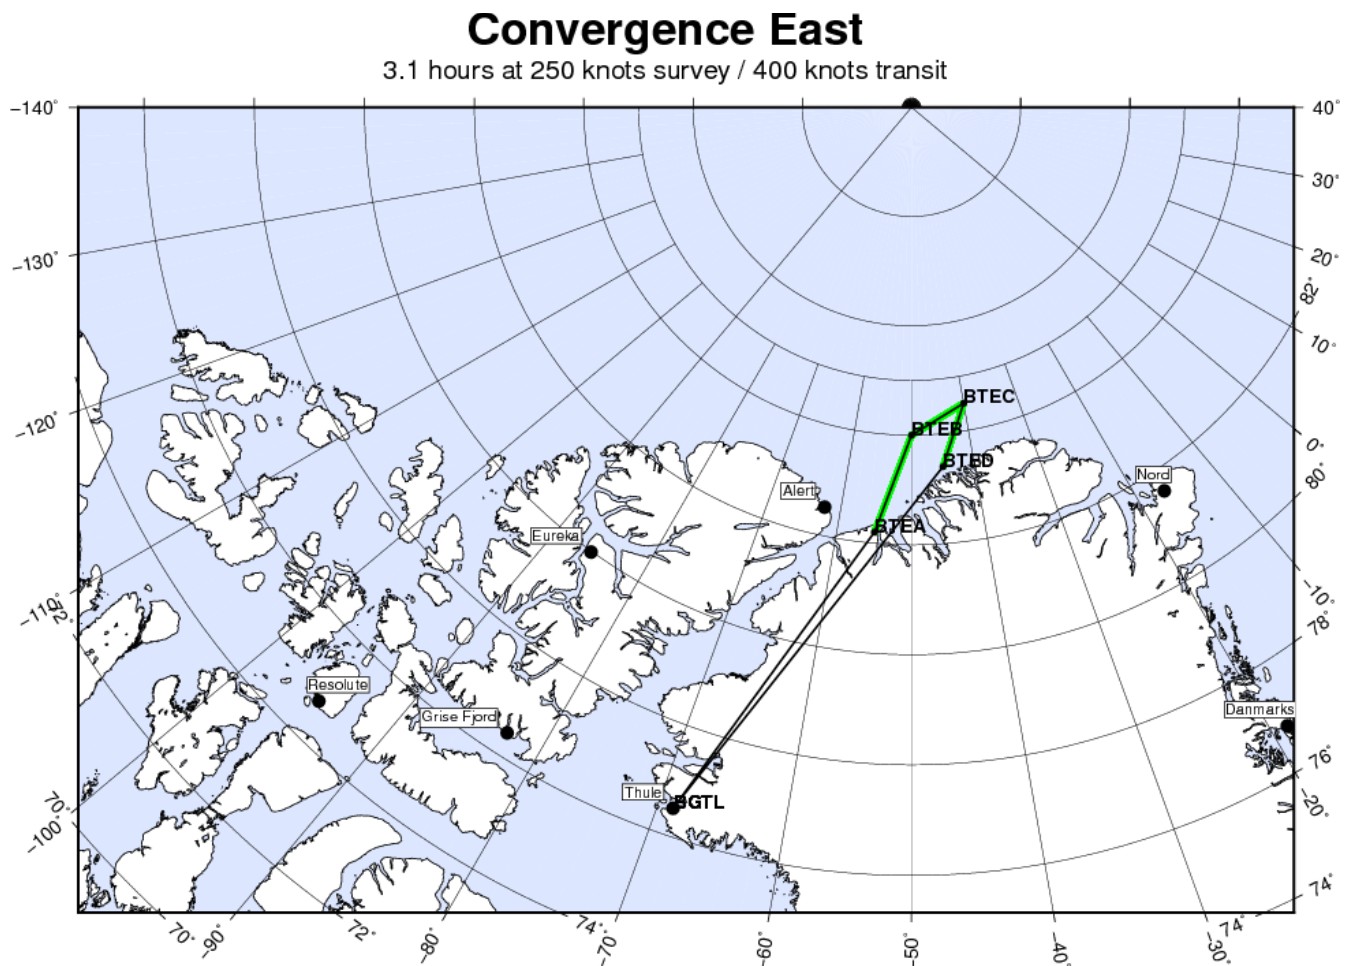 Convergence East
3.1 hours at 250 knots survey / 400 knots transit
−140˚
40˚
30˚
−130˚
20˚
82˚
10˚
BTEC
−120˚
BTEB
0˚
BTED
80˚
Nord
Alert
BTEA
Eureka
−110˚
72˚
−10˚
78˚
Resolute
Grise Fjord
Danmarks
76˚
Thule
BGTL
70˚
−20˚
−100˚
74˚
70˚
−90˚
72˚
−80˚
74˚
−70˚
−60˚
−50˚
−40˚
−30˚
74˚